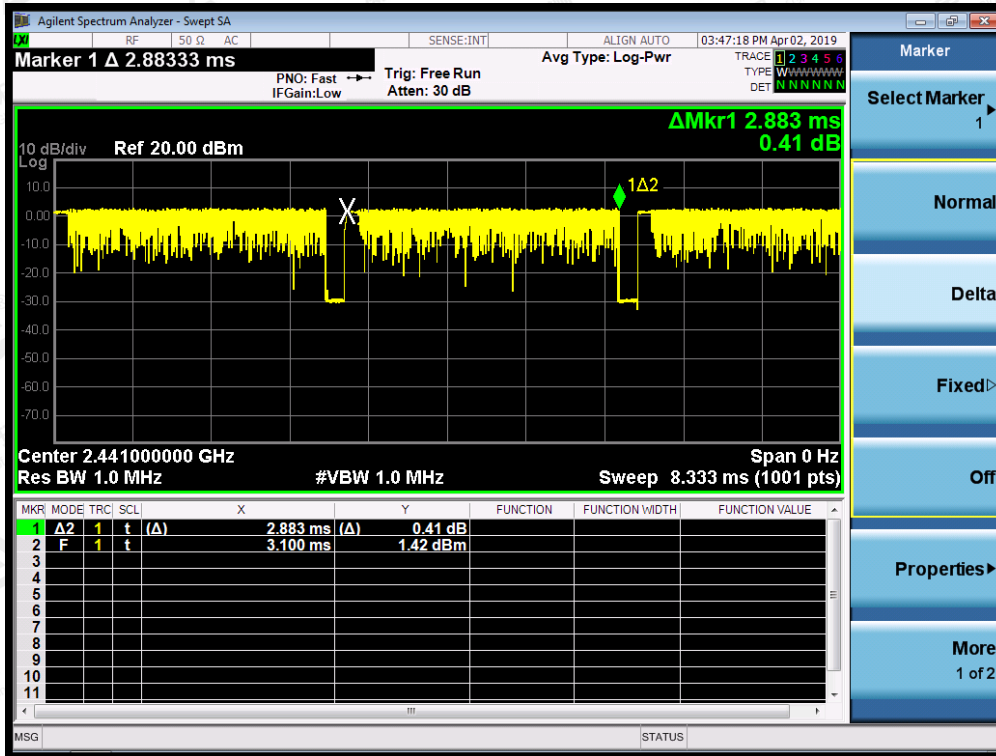 Agilent Spectrum Analyzer - Swept SA
LXI RF 50 Ω AC SENSE:INT ALIGN AUTO 03:47:18 PM Apr 02, 2019
Marker 1 Δ 2.88333 ms
PNO: Fast
IFGain:Low
Trig: Free Run
Atten: 30 dB
Avg Type: Log-Pwr
TRACE 1 2 3 4 5 6
TYPE WWWWWW
DET N N N N N N
ΔMkr1 2.883 ms
0.41 dB
10 dB/div Ref 20.00 dBm
Log
10.0
0.00
-10.0
-20.0
-30.0
-40.0
-50.0
-60.0
-70.0
X
1Δ2
Center 2.441000000 GHz Span 0 Hz
Res BW 1.0 MHz #VBW 1.0 MHz Sweep 8.333 ms (1001 pts)
MKR MODE TRC SCL X Y FUNCTION FUNCTION WIDTH FUNCTION VALUE
1 Δ2 1 t (Δ) 2.883 ms (Δ) 0.41 dB
2 F 1 t 3.100 ms 1.42 dBm
3
4
5
6
7
8
9
10
11
MSG STATUS
Marker
Select Marker
1
Normal
Delta
Fixed
Off
Properties
More
1 of 2